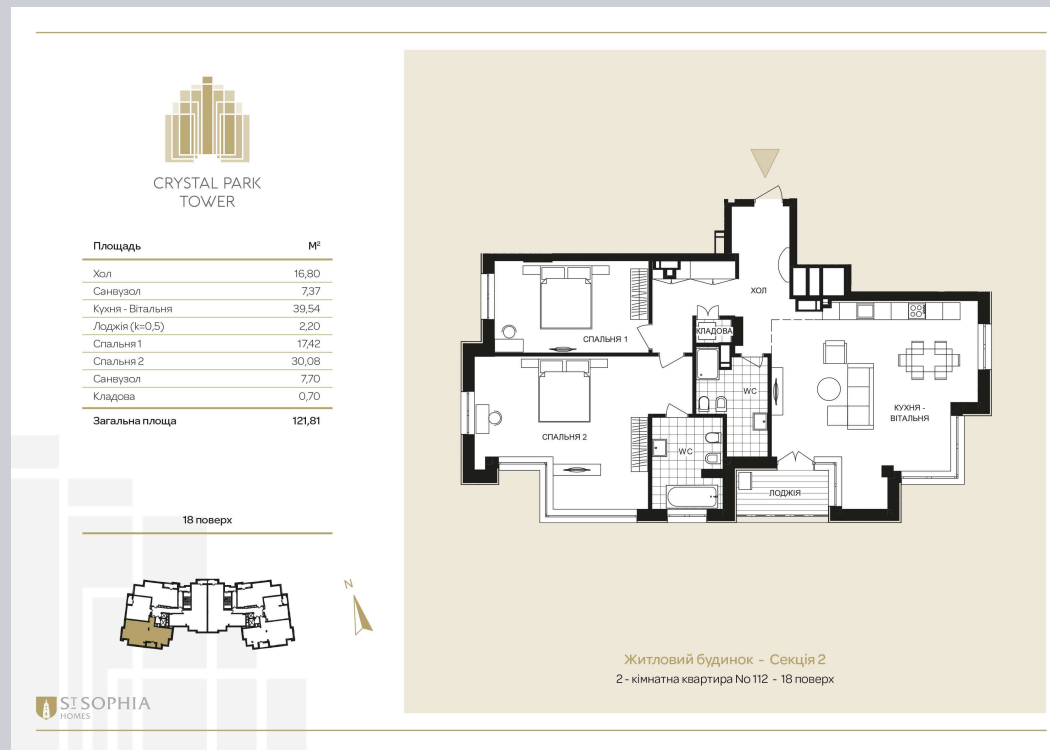 CRYSTAL PARK
TOWER
Площадь М²
Хол 16,80
Санвузол 7,37
Кухня - Вітальня 39,54
Лоджія (k=0,5) 2,20
Спальня 1 17,42
Спальня 2 30,08
Санвузол 7,70
Кладова 0,70
Загальна площа 121,81
18 поверх
N
ST SOPHIA
HOMES
ХОЛ
СПАЛЬНЯ 1
КЛАДОВА
WC
КУХНЯ -
ВІТАЛЬНЯ
СПАЛЬНЯ 2
WC
ЛОДЖІЯ
Житловий будинок - Секція 2
2 - кімнатна квартира No 112 - 18 поверх